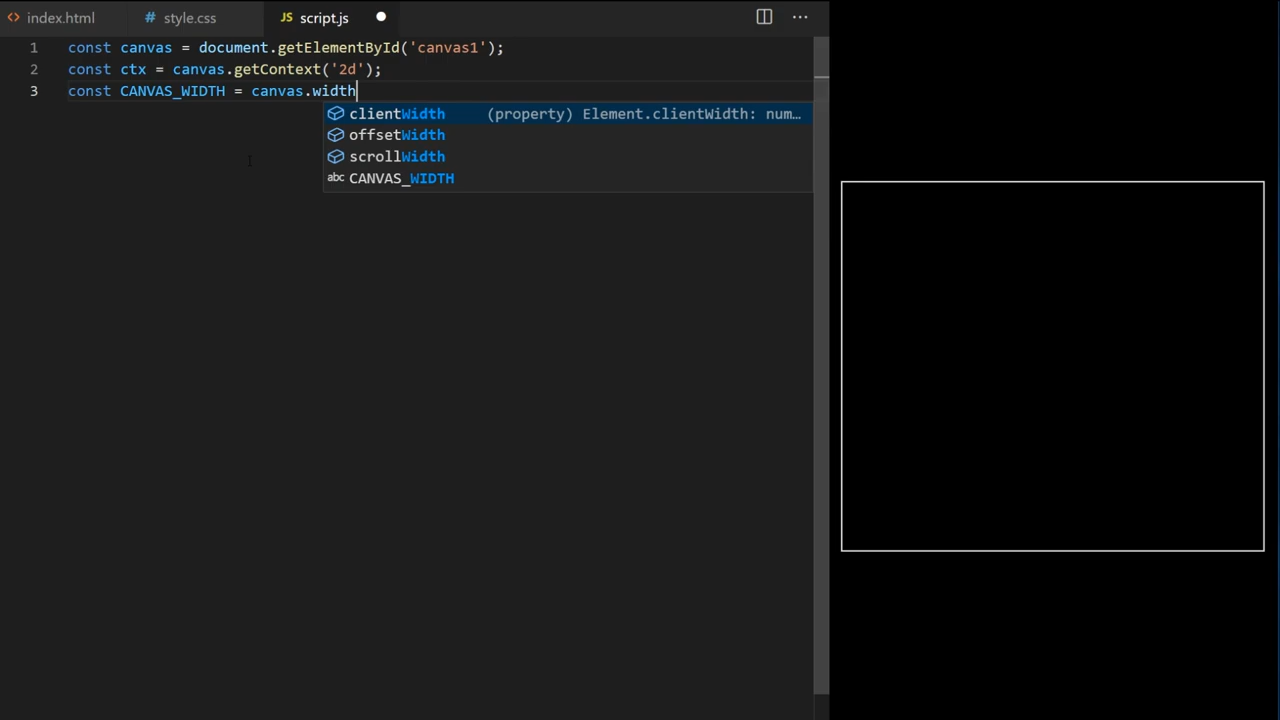 <> index.html # style.css JS script.js
1 const canvas = document.getElementById('canvas1');
2 const ctx = canvas.getContext('2d');
3 const CANVAS_WIDTH = canvas.width
clientWidth (property) Element.clientWidth: num…
offsetWidth
scrollWidth
abc CANVAS_WIDTH